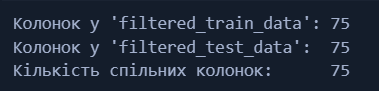 Колонок у 'filtered_train_data': 75
Колонок у 'filtered_test_data':  75
Кількість спільних колонок:      75